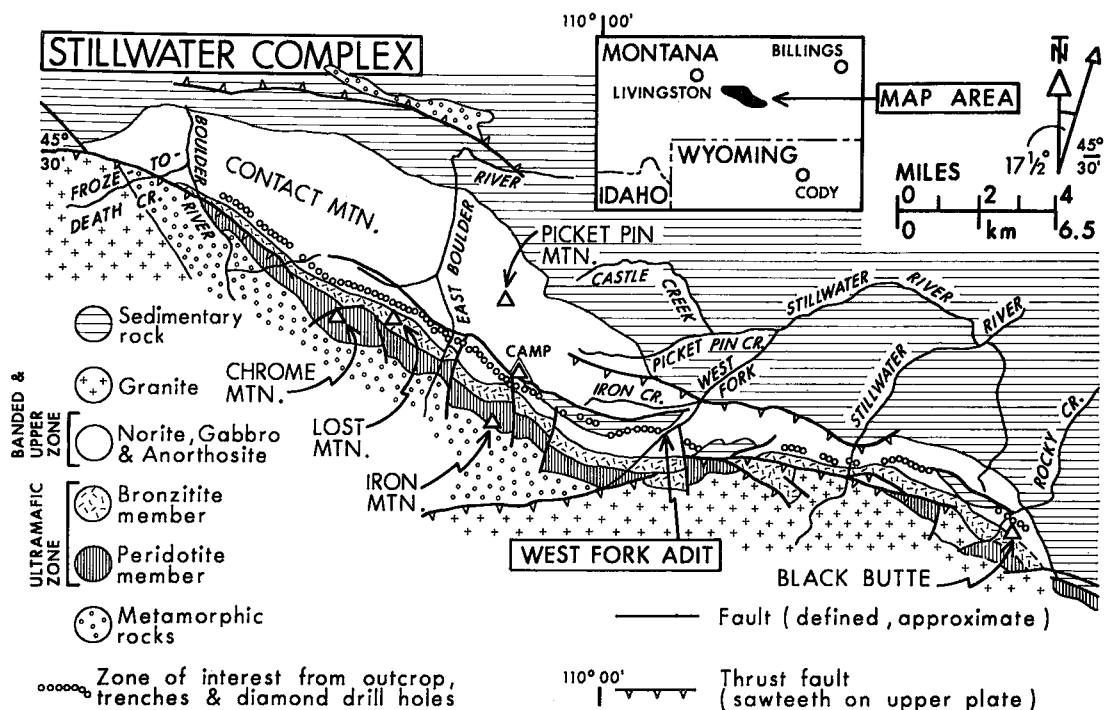 STILLWATER COMPLEX
110° 00'
MONTANA
BILLINGS
LIVINGSTON
WYOMING
IDAHO
CODY
MAP AREA
N
17 ½°
45°
30'
MILES
0 2 4
0 km 6.5
45°
30'
FROZE-TO-
DEATH CR.
BOULDER
RIVER
CONTACT MTN.
EAST BOULDER
RIVER
PICKET PIN
MTN.
CASTLE
CREEK
STILLWATER
RIVER
PICKET PIN CR.
WEST
FORK
IRON CR.
CAMP
STILLWATER
RIVER
ROCKY CR.
CHROME
MTN.
LOST
MTN.
IRON
MTN.
WEST FORK ADIT
BLACK BUTTE
Sedimentary
rock
Granite
BANDED &
UPPER
ZONE
Norite, Gabbro
& Anorthosite
ULTRAMAFIC
ZONE
Bronzitite
member
Peridotite
member
Metamorphic
rocks
Zone of interest from outcrop,
trenches & diamond drill holes
Fault (defined, approximate)
110° 00'
Thrust fault
(sawteeth on upper plate)